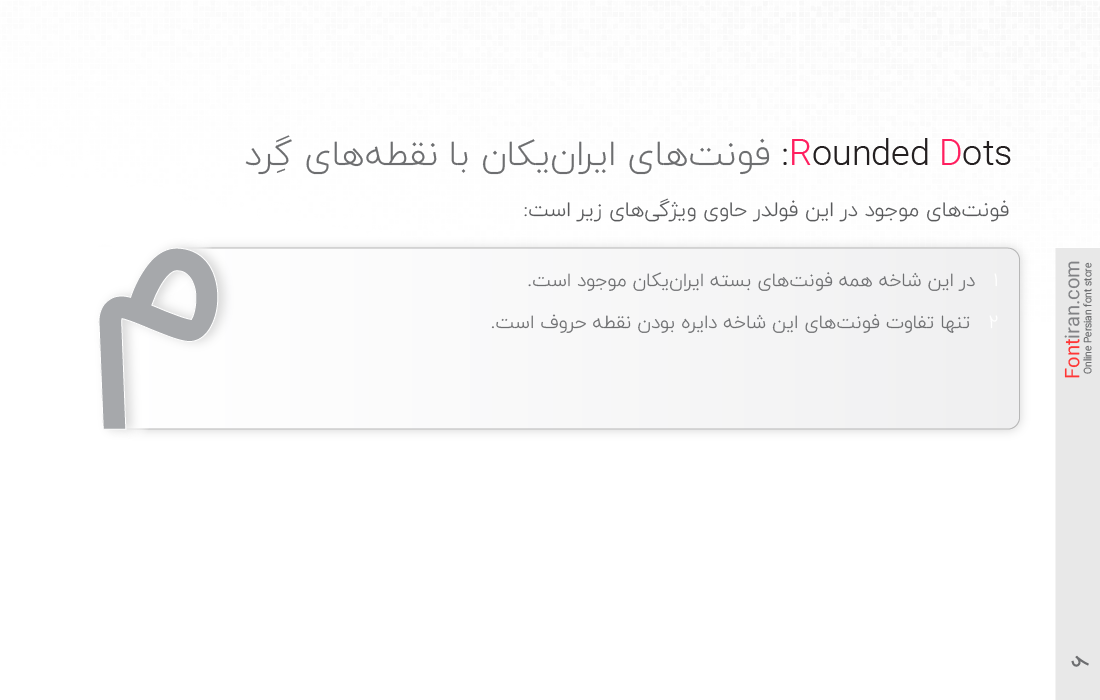 Rounded Dots: فونت‌های ایران‌یکان با نقطه‌های گِرد
فونت‌های موجود در این فولدر حاوی ویژگی‌های زیر است:
۱ در این شاخه همه فونت‌های بسته ایران‌یکان موجود است.
۲ تنها تفاوت فونت‌های این شاخه دایره بودن نقطه حروف است.
م
Fontiran.com
Online Persian font store
۶